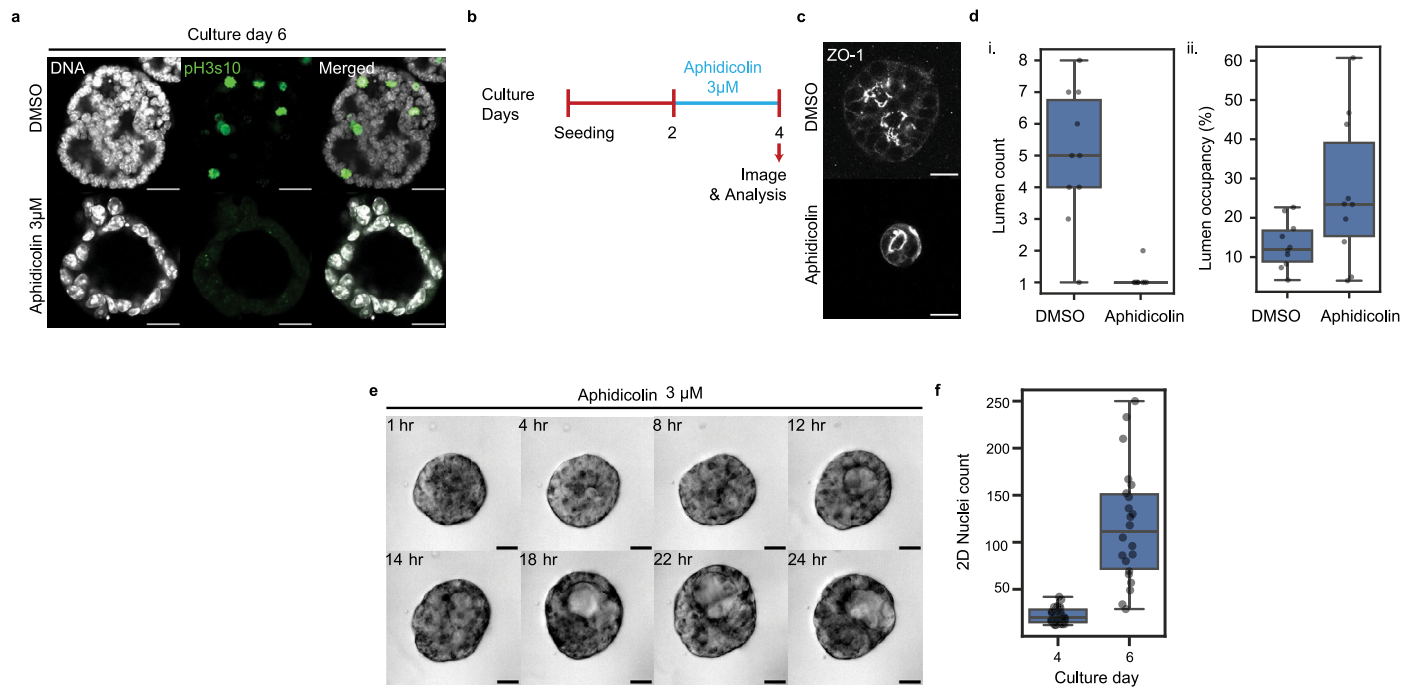 a
Culture day 6
DNA
pH3s10
Merged
DMSO
Aphidicolin 3µM
b
Aphidicolin
3µM
Culture
Days
Seeding
2
4
Image
& Analysis
c
ZO-1
DMSO
Aphidicolin
d
i.
Lumen count
8
7
6
5
4
3
2
1
DMSO
Aphidicolin
ii.
Lumen occupancy (%)
60
50
40
30
20
10
DMSO
Aphidicolin
e
Aphidicolin 3 µM
1 hr
4 hr
8 hr
12 hr
14 hr
18 hr
22 hr
24 hr
f
2D Nuclei count
250
200
150
100
50
4
6
Culture day